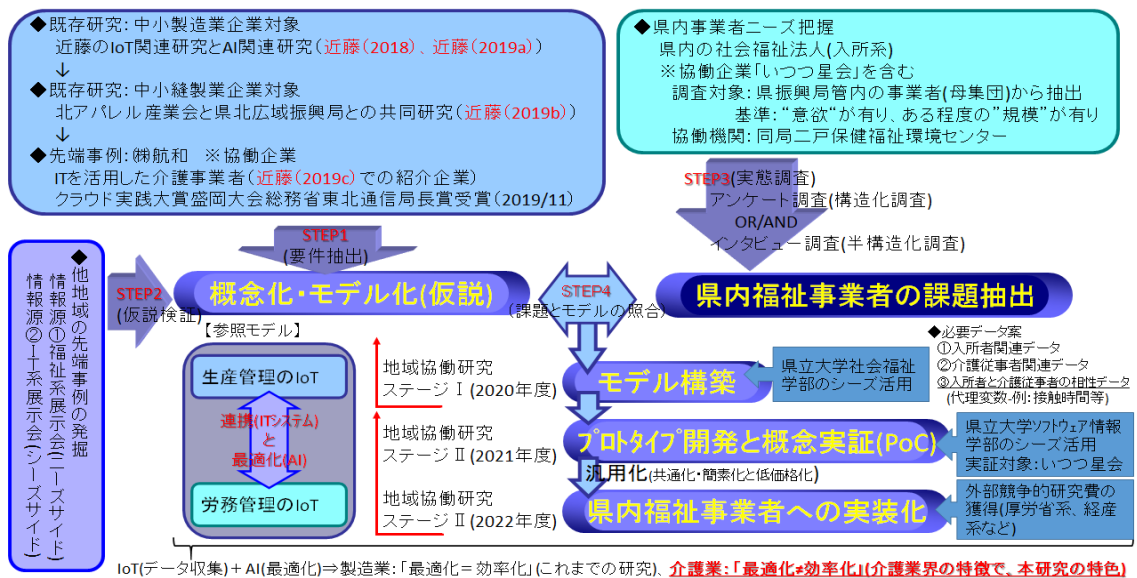 ◆既存研究：中小製造業企業対象
近藤のIoT関連研究とAI関連研究（近藤（2018）、近藤（2019a））
↓
◆既存研究：中小縫製業企業対象
北アパレル産業会と県北広域振興局との共同研究（近藤（2019b））
↓
◆先端事例：㈱航和　※協働企業
ITを活用した介護事業者（近藤（2019c）での紹介企業）
クラウド実践大賞盛岡大会総務省東北通信局長賞受賞（2019/11）
◆県内事業者ニーズ把握
県内の社会福祉法人（入所系）
※協働企業「いつつ星会」を含む
調査対象：県振興局管内の事業者（母集団）から抽出
基準：“意欲“が有り、ある程度の”規模”が有り
協働機関：同局二戸保健福祉環境センター
STEP1
(要件抽出)
STEP3(実態調査)
アンケート調査(構造化調査)
OR/AND
インタビュー調査(半構造化調査)
◆他地域の先端事例の発掘
情報源①福祉系展示会(ニーズサイド)
情報源②IT系展示会(シーズサイド)
STEP2
(仮説検証)
概念化・モデル化(仮説)
STEP4
(課題とモデルの照合)
県内福祉事業者の課題抽出
【参照モデル】
生産管理のIoT
連携(ITシステム)
と
最適化(AI)
労務管理のIoT
地域協働研究
ステージⅠ(2020年度)
地域協働研究
ステージⅡ(2021年度)
地域協働研究
ステージⅡ(2022年度)
モデル構築
県立大学社会福祉
学部のシーズ活用
◆必要データ案
①入所者関連データ
②介護従事者関連データ
③入所者と介護従事者の相性データ
(代理変数-例：接触時間等)
ﾌﾟﾛﾄﾀｲﾌﾟ開発と概念実証(PoC)
県立大学ソフトウェア情報
学部のシーズ活用
実証対象：いつつ星会
汎用化(共通化・簡素化と低価格化)
県内福祉事業者への実装化
外部競争的研究費の
獲得(厚労省系、経産
系など)
IoT(データ収集)＋AI(最適化)⇒製造業：「最適化＝効率化」(これまでの研究)、介護業：「最適化≠効率化」(介護業界の特徴で、本研究の特色)